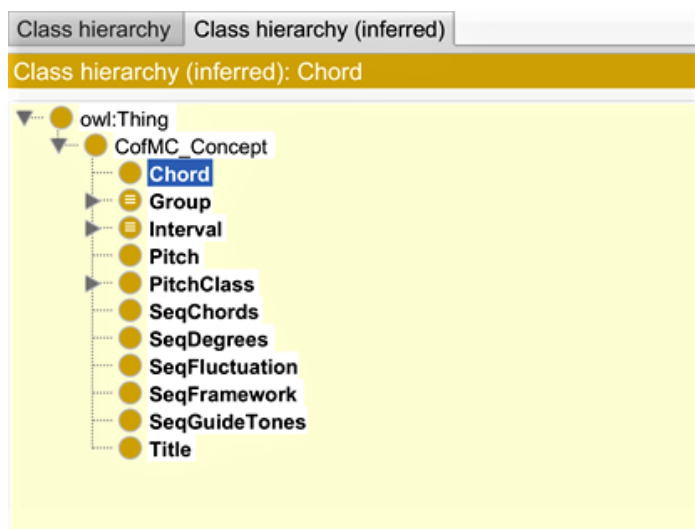 Class hierarchy Class hierarchy (inferred)
Class hierarchy (inferred): Chord
owl:Thing
CofMC_Concept
Chord
Group
Interval
Pitch
PitchClass
SeqChords
SeqDegrees
SeqFluctuation
SeqFramework
SeqGuideTones
Title